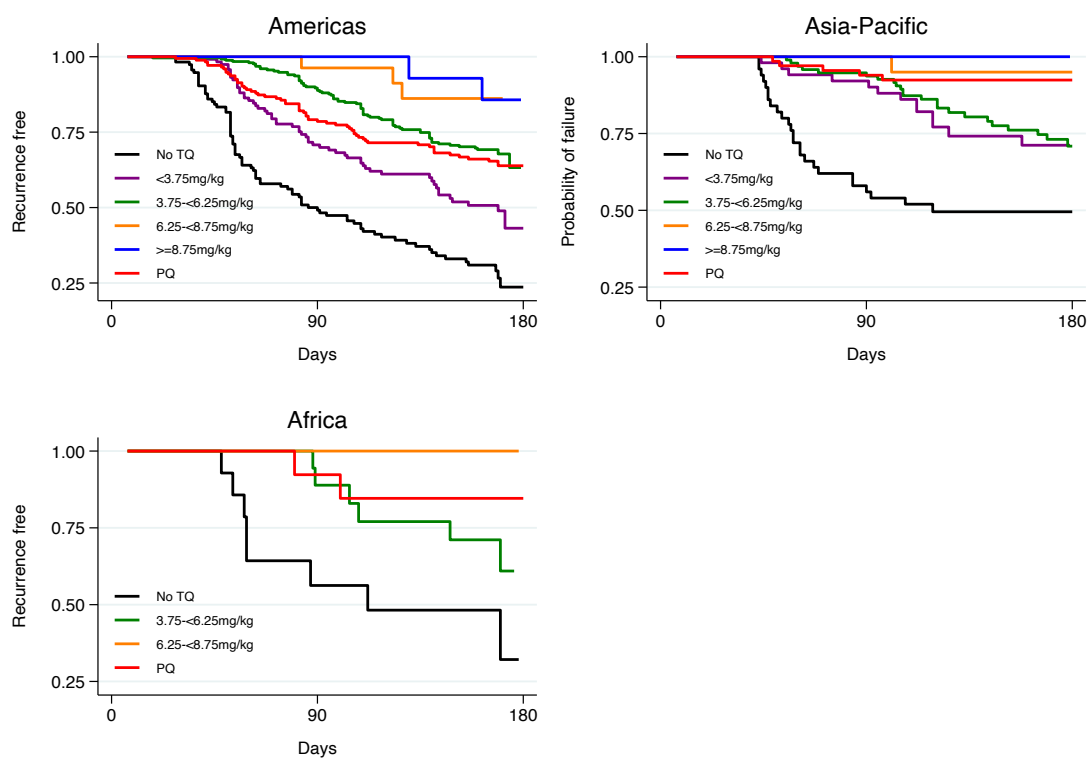 Americas
Recurrence free
1.00
0.75
0.50
0.25
No TQ
<3.75mg/kg
3.75-<6.25mg/kg
6.25-<8.75mg/kg
>=8.75mg/kg
PQ
0
90
180
Days
Asia-Pacific
Probability of failure
1.00
0.75
0.50
0.25
No TQ
<3.75mg/kg
3.75-<6.25mg/kg
6.25-<8.75mg/kg
>=8.75mg/kg
PQ
0
90
180
Days
Africa
Recurrence free
1.00
0.75
0.50
0.25
No TQ
3.75-<6.25mg/kg
6.25-<8.75mg/kg
PQ
0
90
180
Days